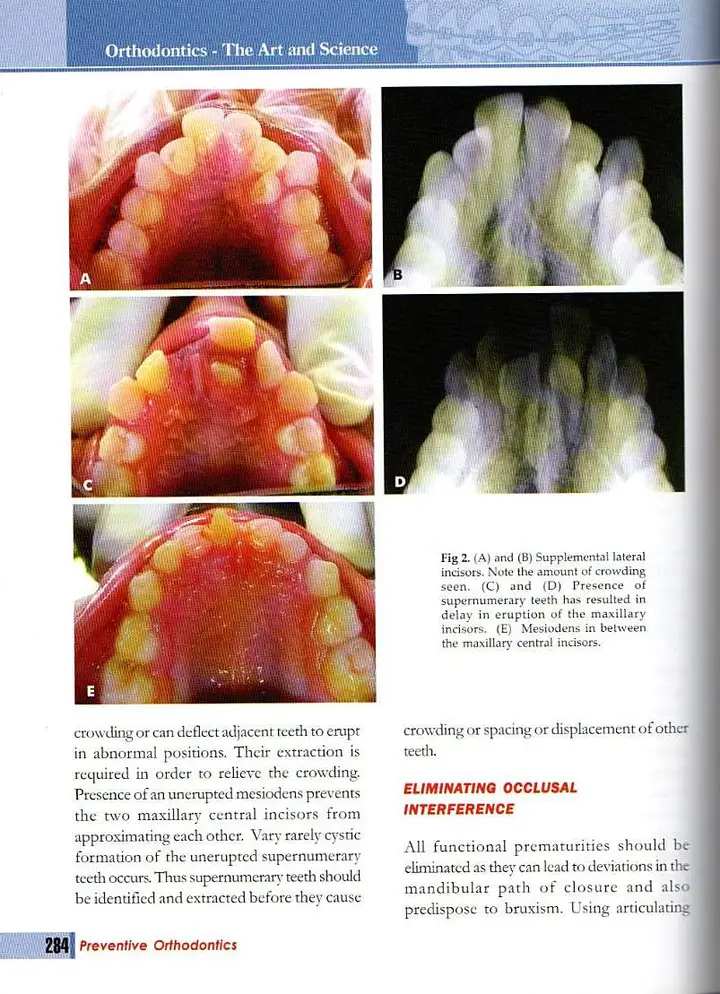 Orthodontics - The Art and Science
A
B
C
D
E
Fig 2. (A) and (B) Supplemental lateral
incisors. Note the amount of crowding
seen. (C) and (D) Presence of
supernumerary teeth has resulted in
delay in eruption of the maxillary
incisors. (E) Mesiodens in between
the maxillary central incisors.
crowding or can deflect adjacent teeth to erupt
in abnormal positions. Their extraction is
required in order to relieve the crowding.
Presence of an unerupted mesiodens prevents
the two maxillary central incisors from
approximating each other. Vary rarely cystic
formation of the unerupted supernumerary
teeth occurs. Thus supernumerary teeth should
be identified and extracted before they cause
crowding or spacing or displacement of other
teeth.
ELIMINATING OCCLUSAL
INTERFERENCE
All functional prematurities should be
eliminated as they can lead to deviations in the
mandibular path of closure and also
predispose to bruxism. Using articulating
284 Preventive Orthodontics